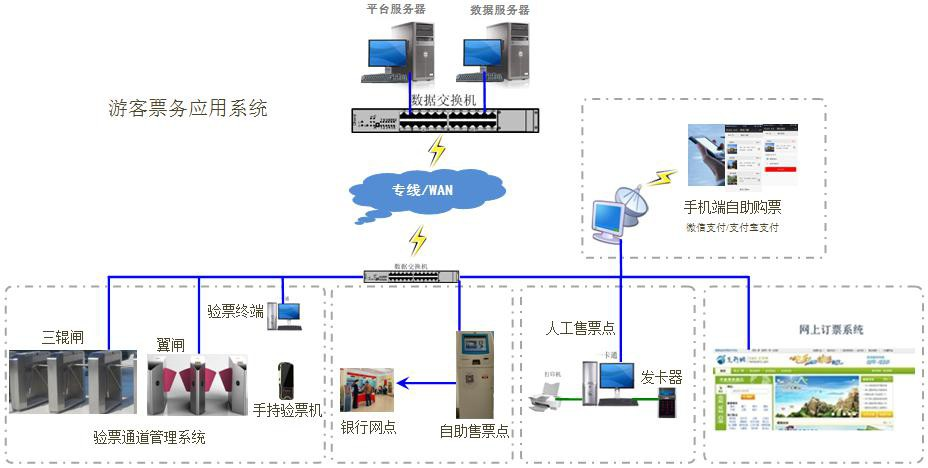 平台服务器
数据服务器
游客票务应用系统
数据交换机
专线/WAN
手机端自助购票
微信支付/支付宝支付
数据交换机
三辊闸
翼闸
验票终端
手持验票机
验票通道管理系统
银行网点
自助售票点
人工售票点
一卡通
打印机
发卡器
网上订票系统